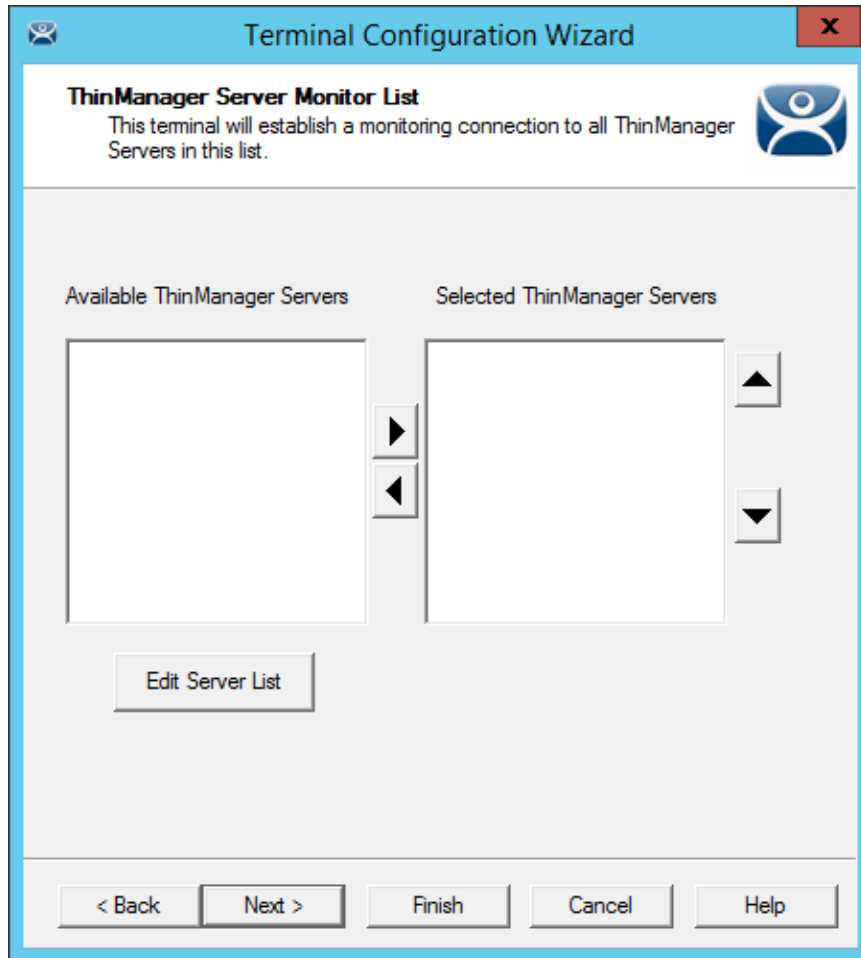 Terminal Configuration Wizard
x
ThinManager Server Monitor List
This terminal will establish a monitoring connection to all ThinManager
Servers in this list.
Available ThinManager Servers
Selected ThinManager Servers
Edit Server List
< Back
Next >
Finish
Cancel
Help